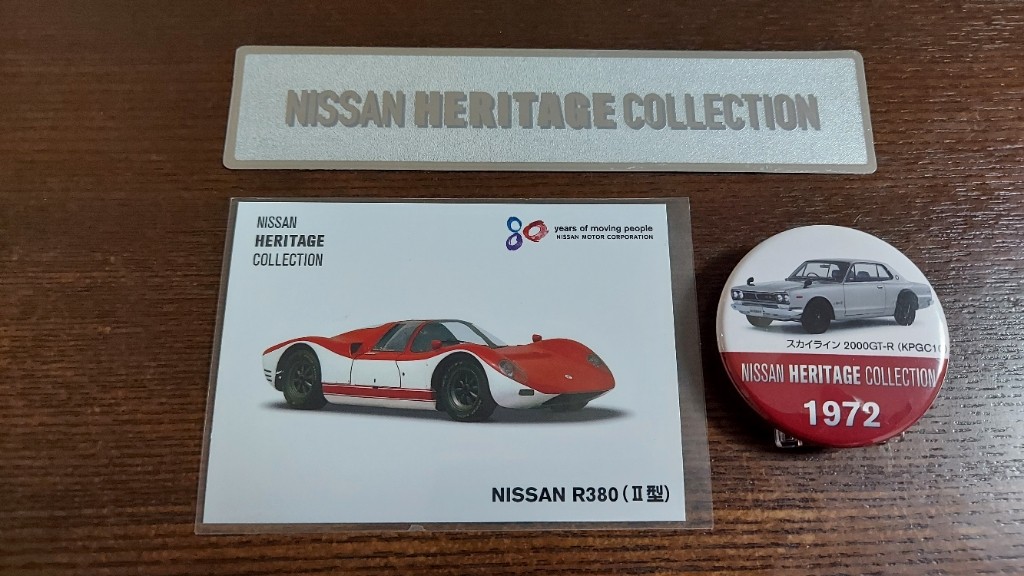 NISSAN HERITAGE COLLECTION
NISSAN
HERITAGE
COLLECTION
80 years of moving people
NISSAN MOTOR CORPORATION
NISSAN R380(Ⅱ型)
スカイライン 2000GT-R (KPGC10
NISSAN HERITAGE COLLECTION
1972